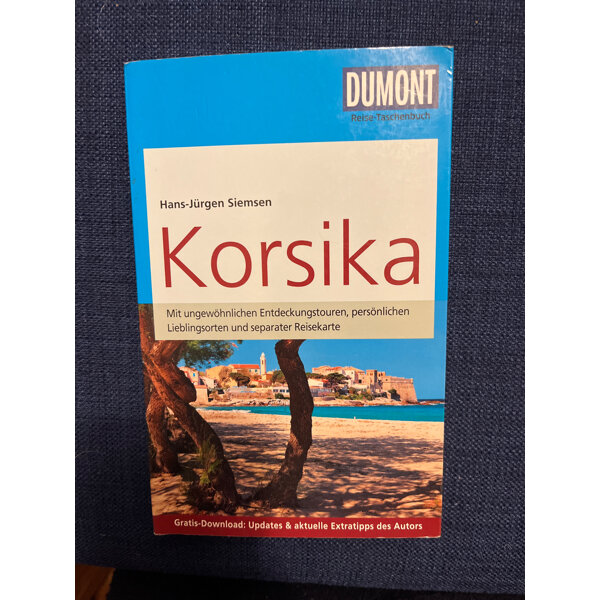 DUMONT
Reise-Taschenbuch
Hans-Jürgen Siemsen
Korsika
Mit ungewöhnlichen Entdeckungstouren, persönlichen
Lieblingsorten und separater Reisekarte
Gratis-Download: Updates & aktuelle Extratipps des Autors